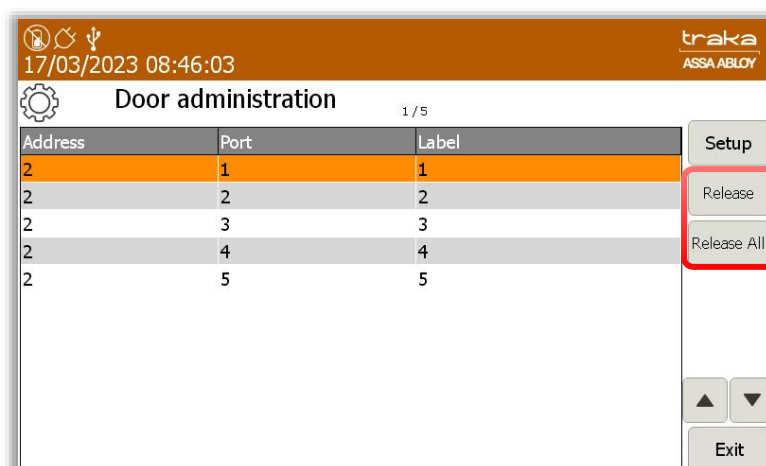 17/03/2023 08:46:03
traka
ASSA ABLOY
Door administration 1/5
Address Port Label
2 1 1
2 2 2
2 3 3
2 4 4
2 5 5
Setup
Release
Release All
Exit